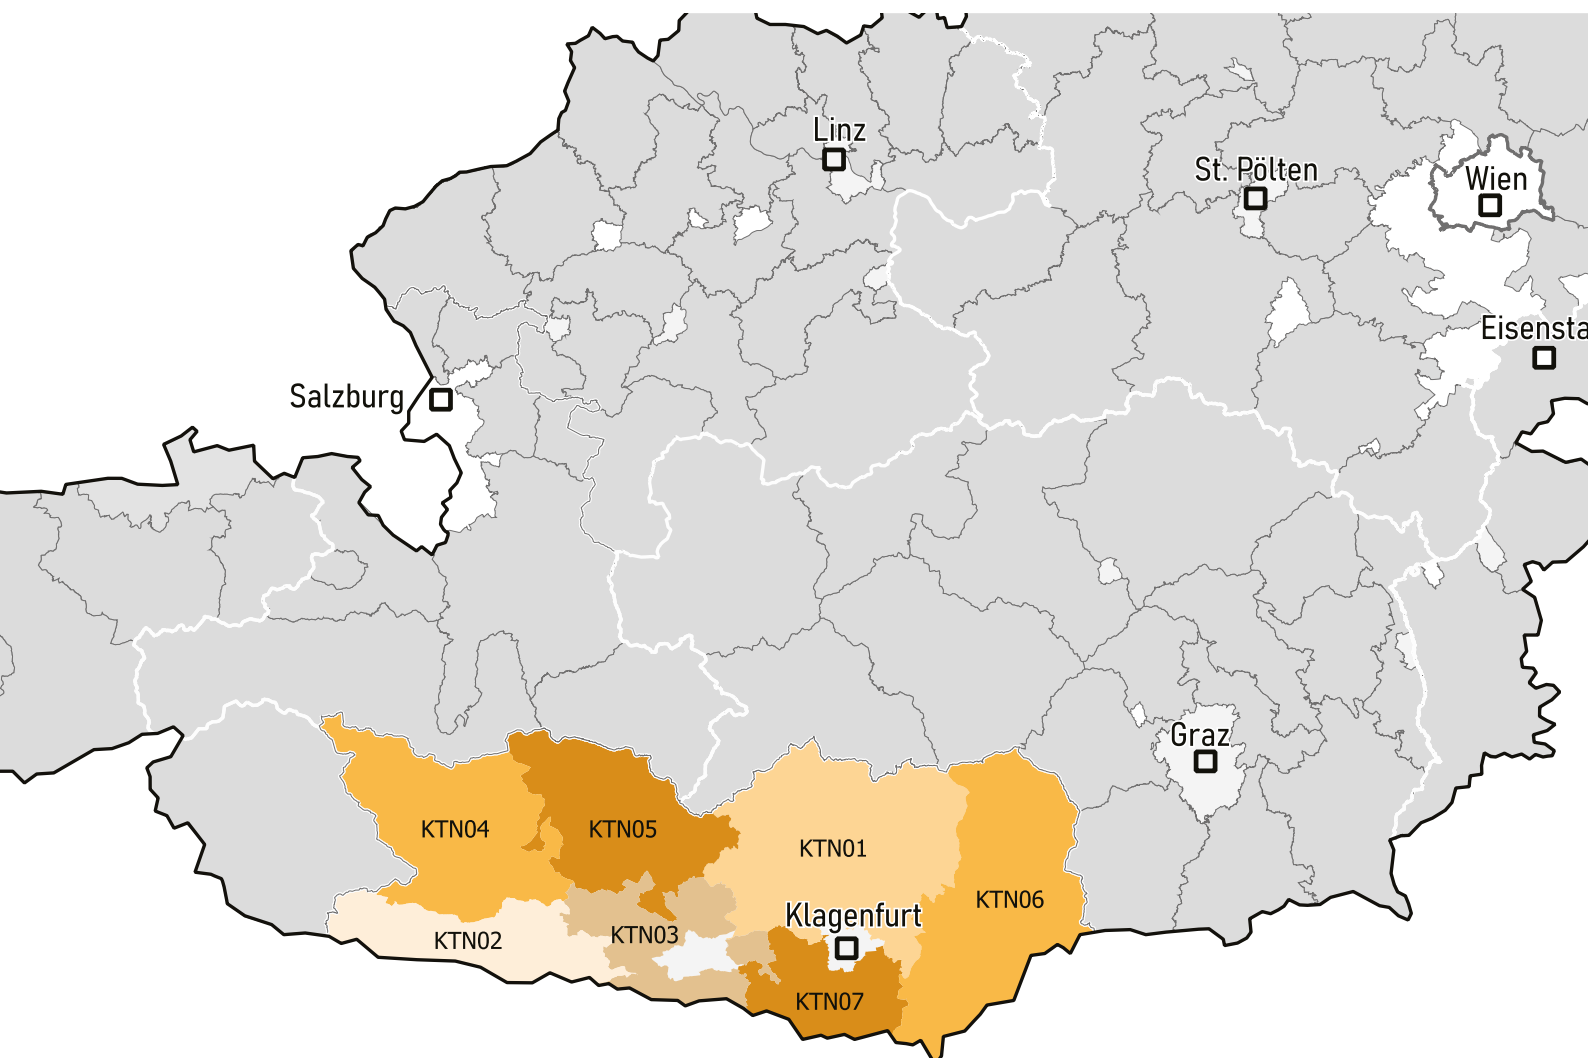 Linz
St. Pölten
Wien
Eisensta
Salzburg
Graz
KTN04
KTN05
KTN01
KTN06
Klagenfurt
KTN02
KTN03
KTN07